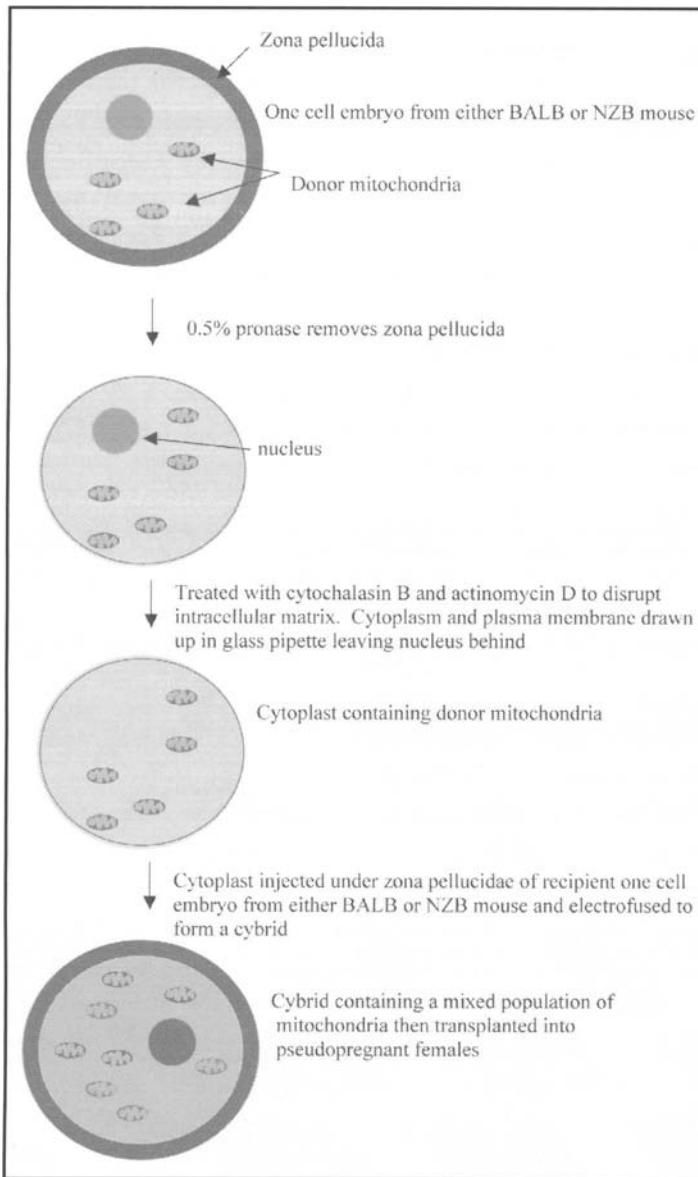 Zona pellucida
One cell embryo from either BALB or NZB mouse
Donor mitochondria
0.5% pronase removes zona pellucida
nucleus
Treated with cytochalasin B and actinomycin D to disrupt
intracellular matrix. Cytoplasm and plasma membrane drawn
up in glass pipette leaving nucleus behind
Cytoplast containing donor mitochondria
Cytoplast injected under zona pellucidae of recipient one cell
embryo from either BALB or NZB mouse and electrofused to
form a cybrid
Cybrid containing a mixed population of
mitochondria then transplanted into
pseudopregnant females